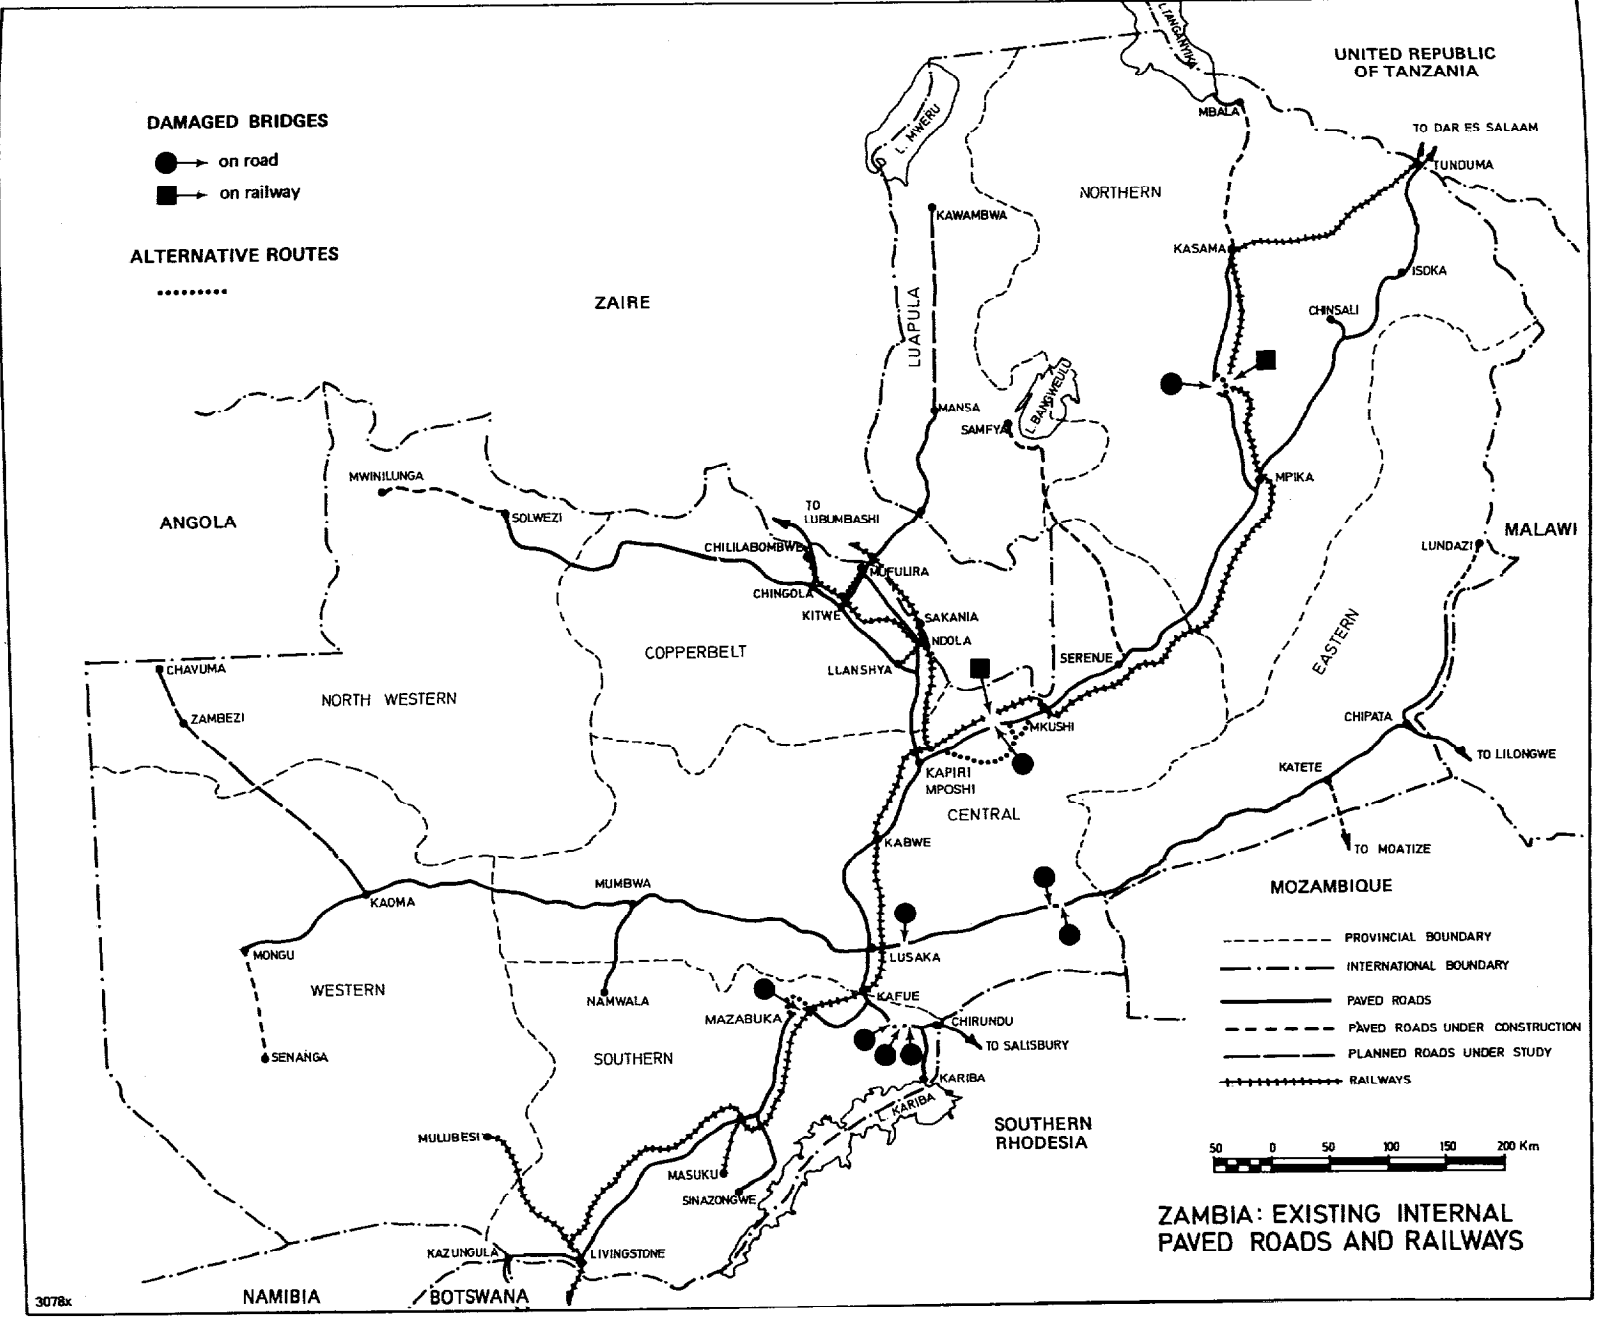 L. TANGANYIKA
UNITED REPUBLIC
OF TANZANIA
DAMAGED BRIDGES
on road
on railway
ALTERNATIVE ROUTES
MBALA
TO DAR ES SALAAM
TUNDUMA
L. MWERU
NORTHERN
KAWAMBWA
KASAMA
ISOKA
ZAIRE
LUAPULA
CHINSALI
L. BANGWEULU
MANSA
SAMFYA
MPIKA
MWINILUNGA
SOLWEZI
ANGOLA
TO
LUBUMBASHI
MALAWI
LUNDAZI
CHILILABOMBWE
MUFULIRA
CHINGOLA
KITWE
SAKANIA
NDOLA
COPPERBELT
LLANSHYA
SERENJE
EASTERN
CHAVUMA
NORTH WESTERN
ZAMBEZI
MKUSHI
CHIPATA
TO LILONGWE
KATETE
KAPIRI
MPOSHI
CENTRAL
KABWE
TO MOATIZE
MUMBWA
KAOMA
MOZAMBIQUE
MONGU
LUSAKA
PROVINCIAL BOUNDARY
INTERNATIONAL BOUNDARY
WESTERN
NAMWALA
KAFUE
PAVED ROADS
MAZABUKA
CHIRUNDU
PAVED ROADS UNDER CONSTRUCTION
TO SALISBURY
PLANNED ROADS UNDER STUDY
SENANGA
SOUTHERN
KARIBA
RAILWAYS
L. KARIBA
SOUTHERN
RHODESIA
MULUBESI
MASUKU
SINAZONGWE
50 0 50 100 150 200 Km
ZAMBIA: EXISTING INTERNAL
PAVED ROADS AND RAILWAYS
KAZUNGULA
LIVINGSTONE
3078x
NAMIBIA
BOTSWANA